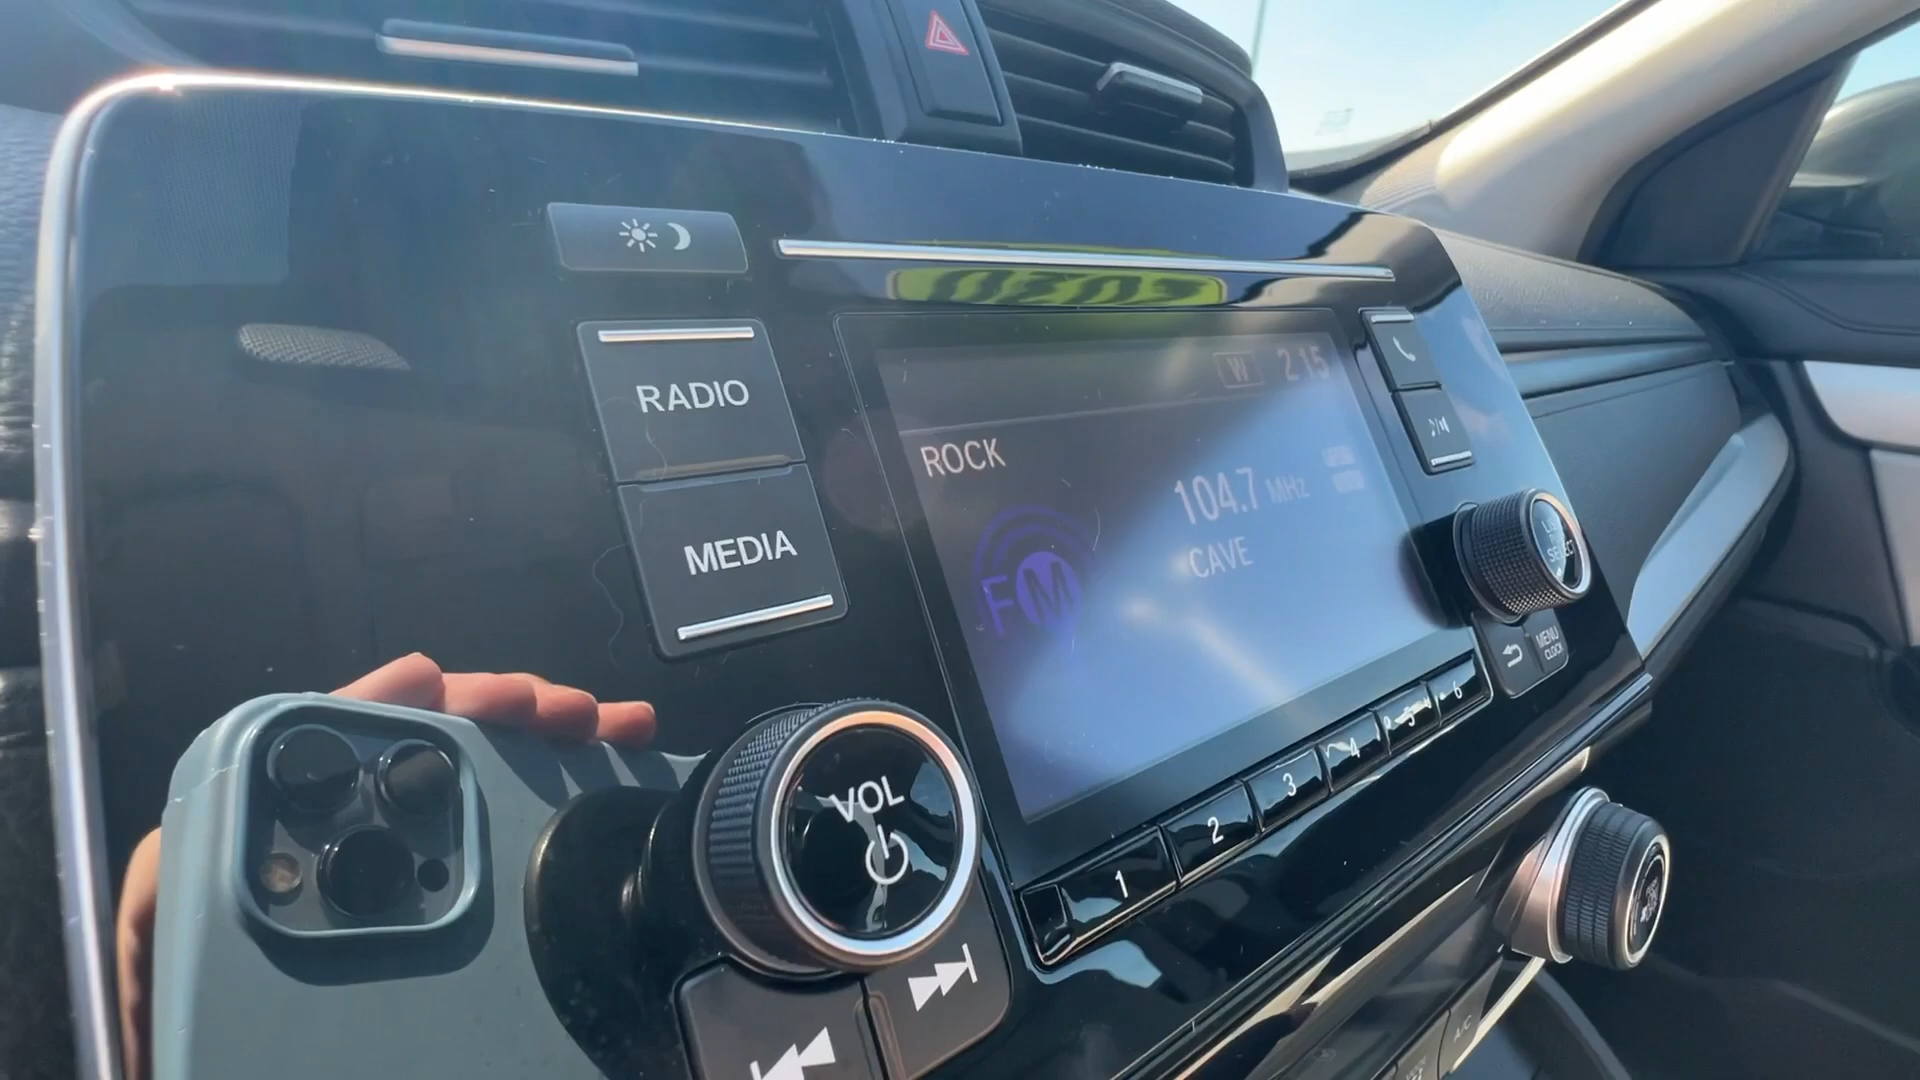 RADIO
MEDIA
W 2:15
ROCK
104.7 MHz
CAVE
FM
VOL
1
2
3
4
5
6
MENU
CLOCK
A/C